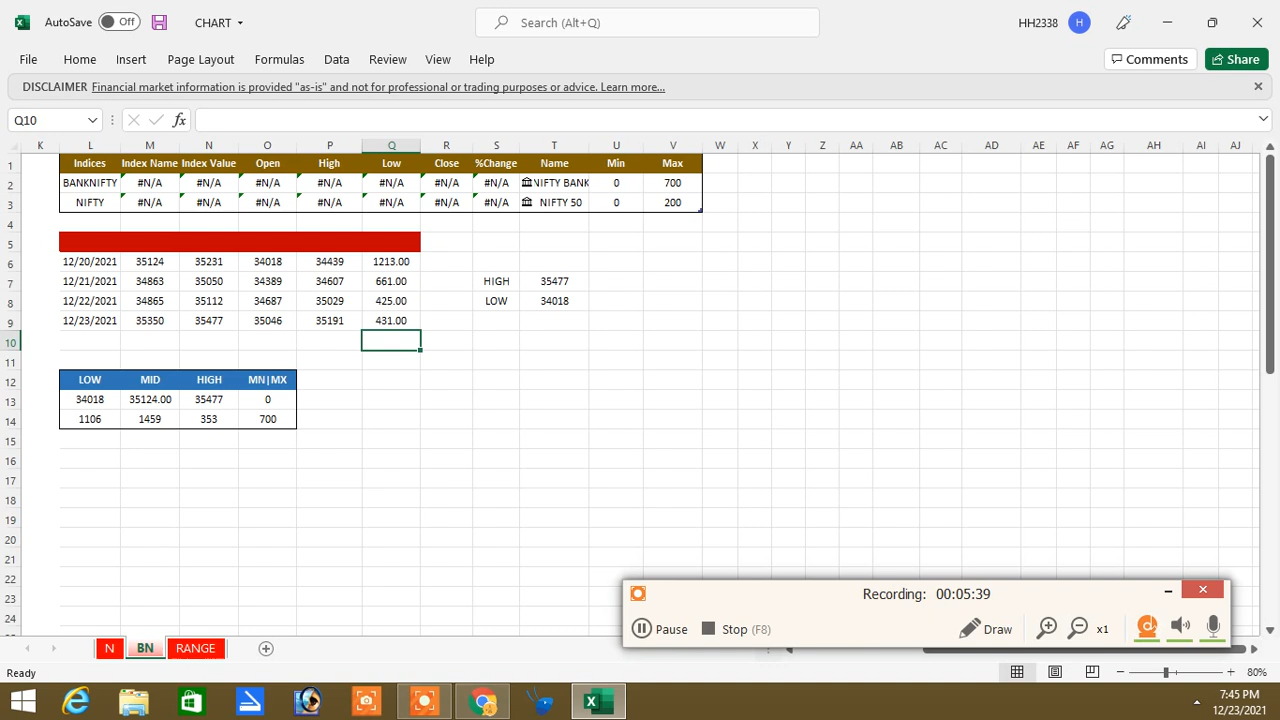 AutoSave Off CHART Search (Alt+Q) HH2338 H
File Home Insert Page Layout Formulas Data Review View Help Comments Share
DISCLAIMER Financial market information is provided "as-is" and not for professional or trading purposes or advice. Learn more...
Q10 fx
K L M N O P Q R S T U V W X Y Z AA AB AC AD AE AF AG AH AI AJ
1 Indices Index Name Index Value Open High Low Close %Change Name Min Max
2 BANKNIFTY #N/A #N/A #N/A #N/A #N/A #N/A #N/A NIFTY BANK 0 700
3 NIFTY #N/A #N/A #N/A #N/A #N/A #N/A #N/A NIFTY 50 0 200
4
5
6 12/20/2021 35124 35231 34018 34439 1213.00
7 12/21/2021 34863 35050 34389 34607 661.00 HIGH 35477
8 12/22/2021 34865 35112 34687 35029 425.00 LOW 34018
9 12/23/2021 35350 35477 35046 35191 431.00
10
11
12 LOW MID HIGH MN|MX
13 34018 35124.00 35477 0
14 1106 1459 353 700
15
16
17
18
19
20
21
22
23
24
Recording: 00:05:39
Pause Stop (F8) Draw x1
N BN RANGE
Ready 80%
7:45 PM
12/23/2021